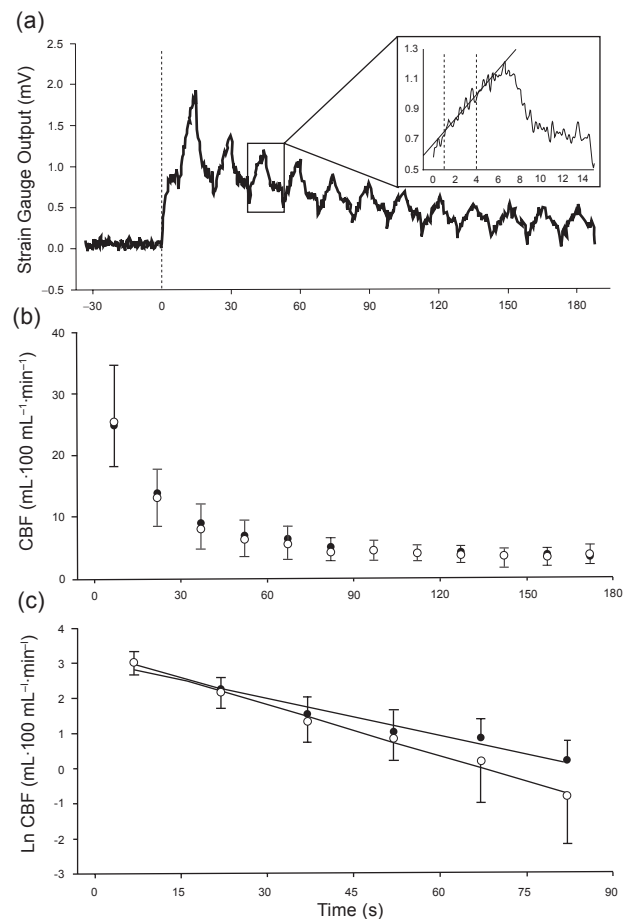 (a)
Strain Gauge Output (mV)
2.5
2.0
1.5
1.0
0.5
0.0
–0.5
–30 0 30 60 90 120 150 180
1.3
1.1
0.9
0.7
0.5
0 2 4 6 8 10 12 14
(b)
CBF (mL·100 mL⁻¹·min⁻¹)
40
30
20
10
0
0 30 60 90 120 150 180
(c)
Ln CBF (mL·100 mL⁻¹·min⁻¹)
4
3
2
1
0
-1
-2
-3
0 15 30 45 60 75 90
Time (s)